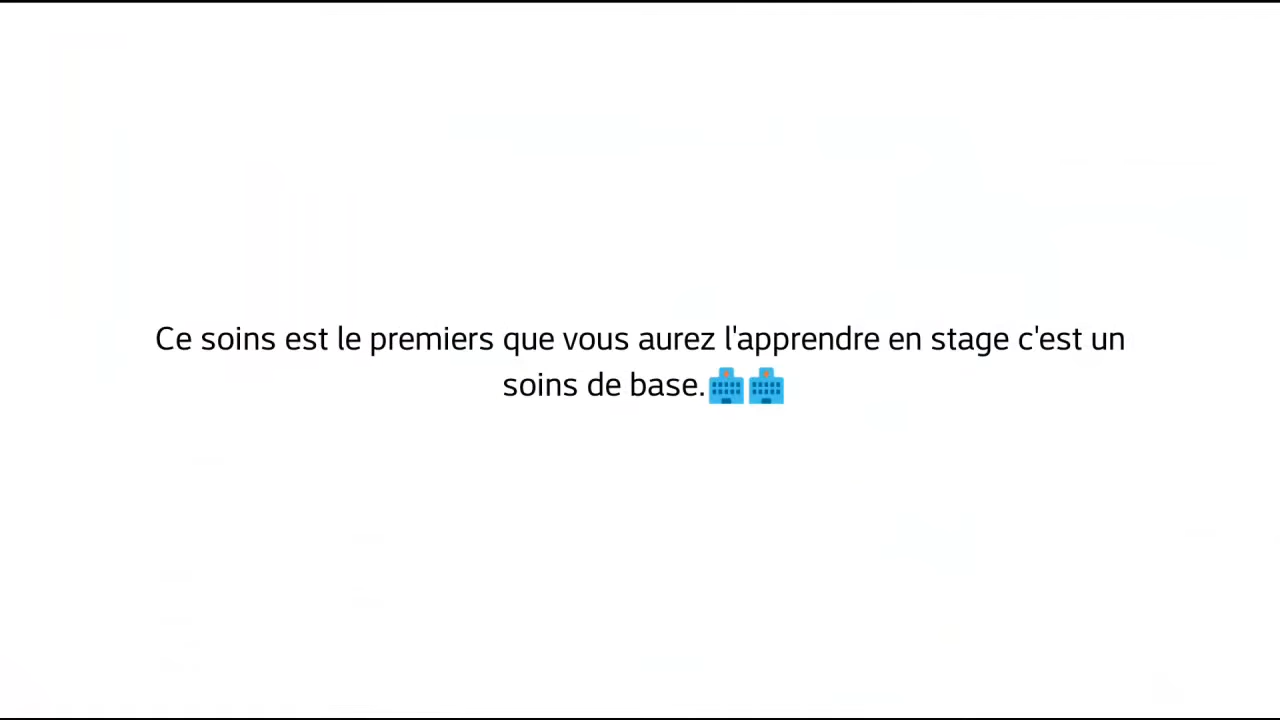 Ce soins est le premiers que vous aurez l'apprendre en stage c'est un
soins de base.🏥🏥